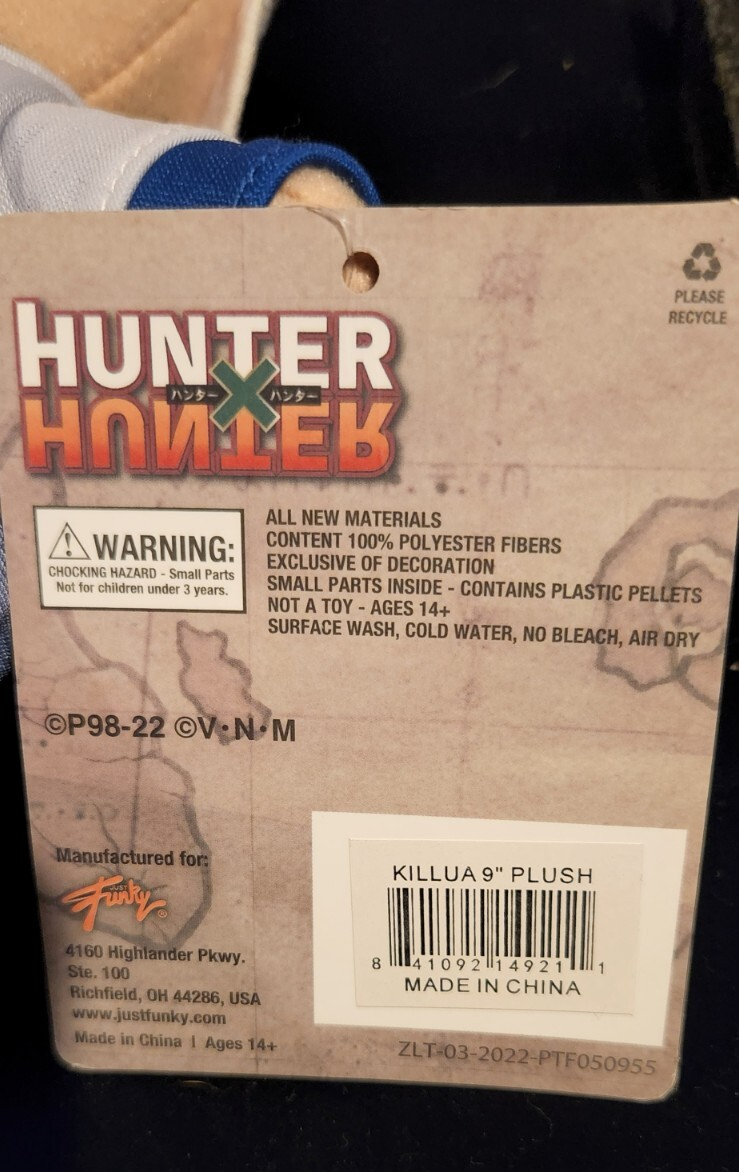 PLEASE
RECYCLE
HUNTER
ハンター X ハンター
HUNTER
WARNING:
CHOCKING HAZARD - Small Parts
Not for children under 3 years.
ALL NEW MATERIALS
CONTENT 100% POLYESTER FIBERS
EXCLUSIVE OF DECORATION
SMALL PARTS INSIDE - CONTAINS PLASTIC PELLETS
NOT A TOY - AGES 14+
SURFACE WASH, COLD WATER, NO BLEACH, AIR DRY
©P98-22 ©V·N·M
Manufactured for:
JUST
Funky®
4160 Highlander Pkwy.
Ste. 100
Richfield, OH 44286, USA
www.justfunky.com
Made in China | Ages 14+
KILLUA 9" PLUSH
8 41092 14921 1
MADE IN CHINA
ZLT-03-2022-PTF050955